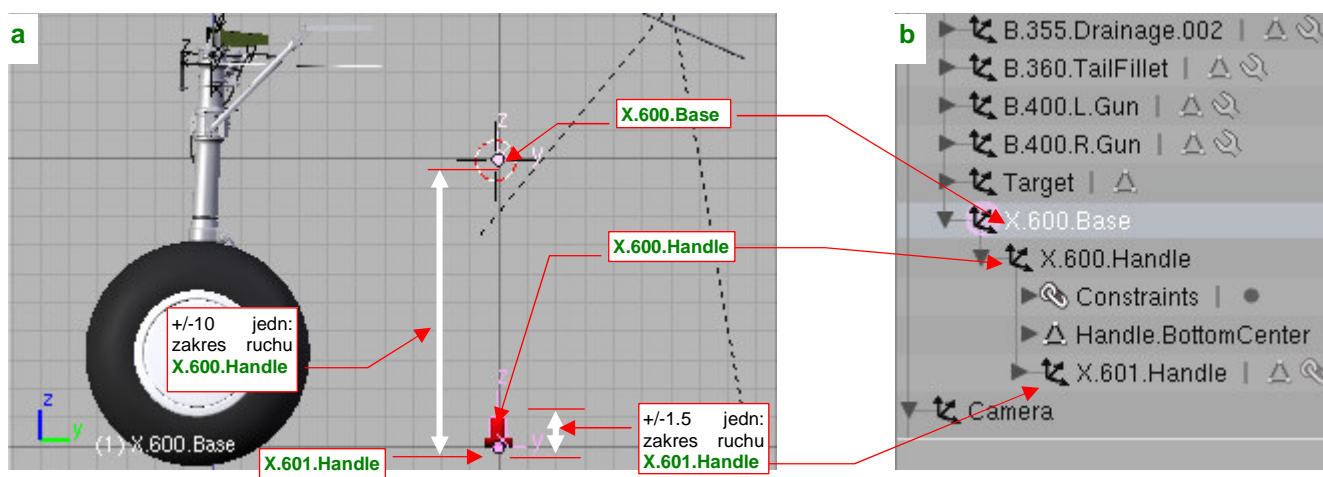 a
X.600.Base
z
y
X.600.Handle
+/-10 jedn:
zakres ruchu
X.600.Handle
z
y
z
y
(1) X.600.Base
X.601.Handle
+/-1.5 jedn:
zakres ruchu
X.601.Handle
b
B.355.Drainage.002 |
B.360.TailFillet |
B.400.L.Gun |
B.400.R.Gun |
Target |
X.600.Base
X.600.Handle
Constraints |
Handle.BottomCenter
X.601.Handle |
Camera